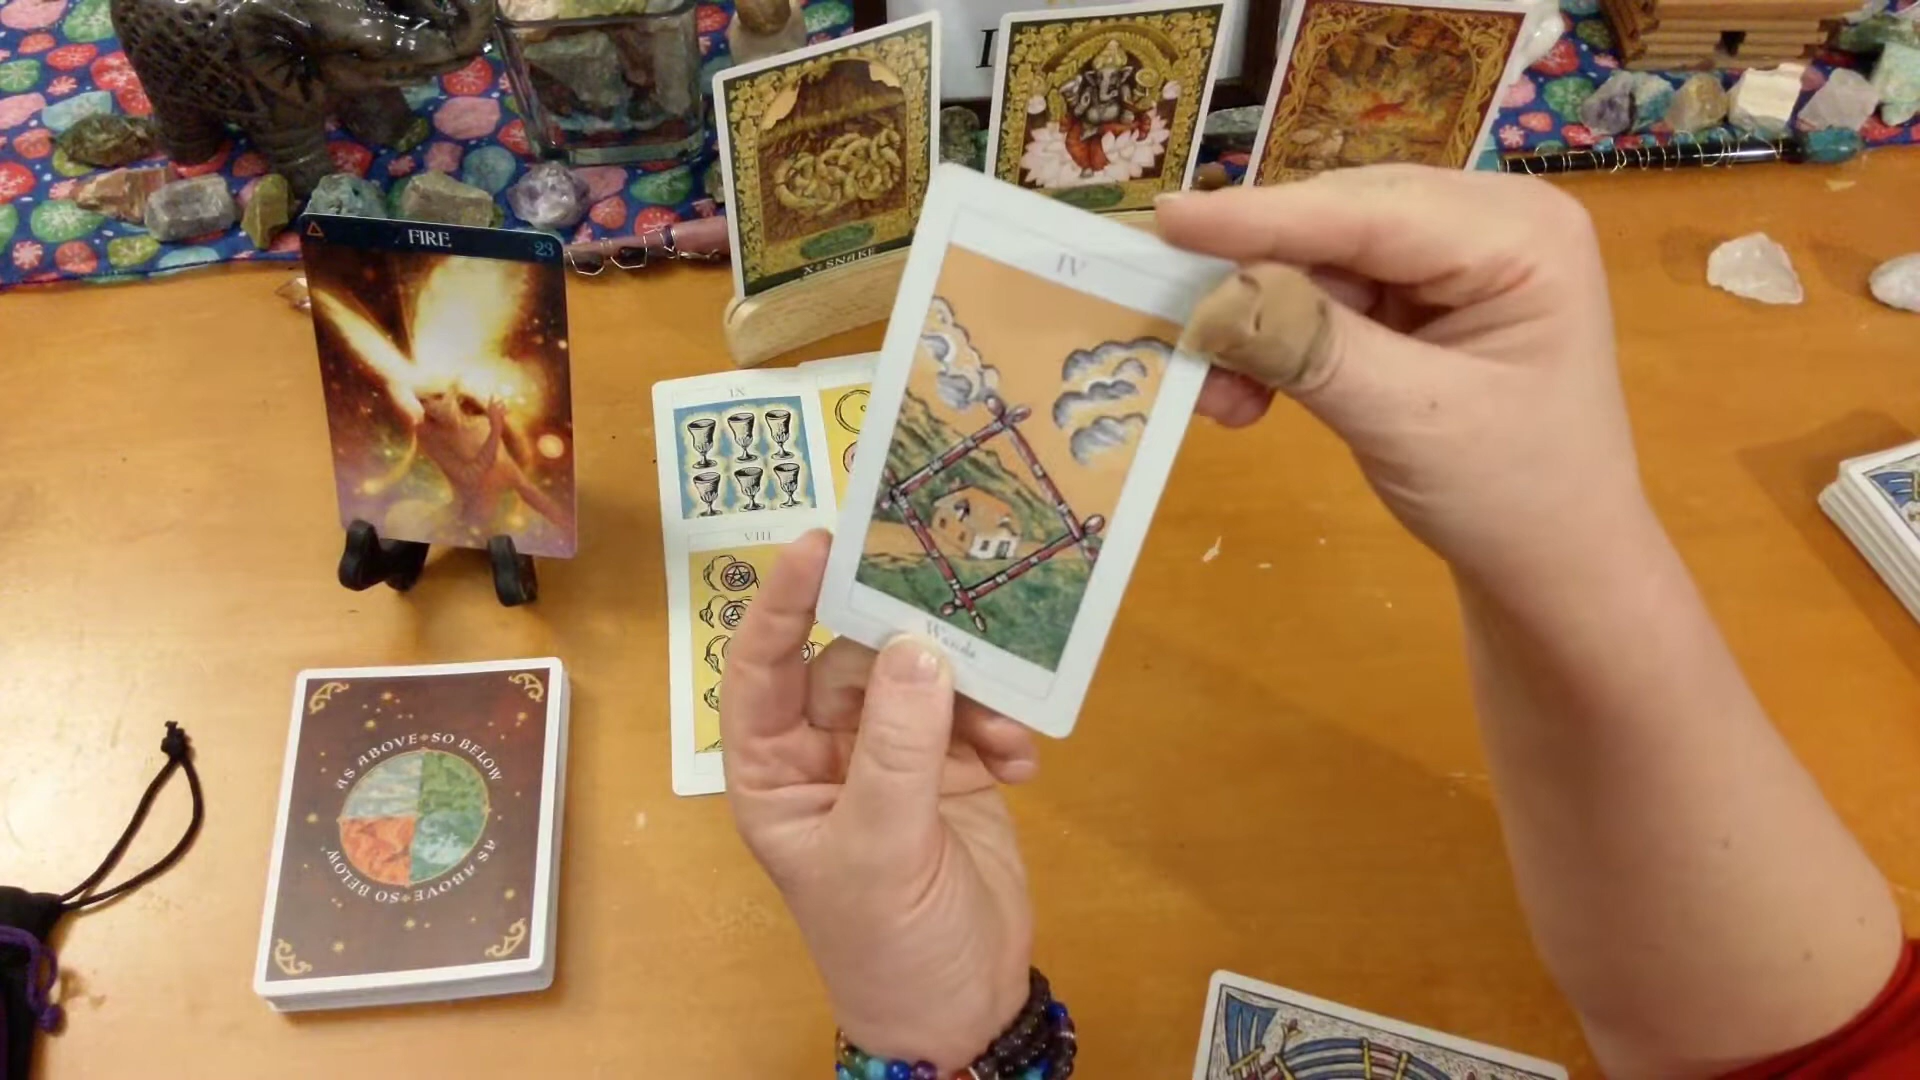 FIRE
23
X • SNAKE
IV
Wands
IX
VIII
AS ABOVE • SO BELOW
AS ABOVE • SO BELOW